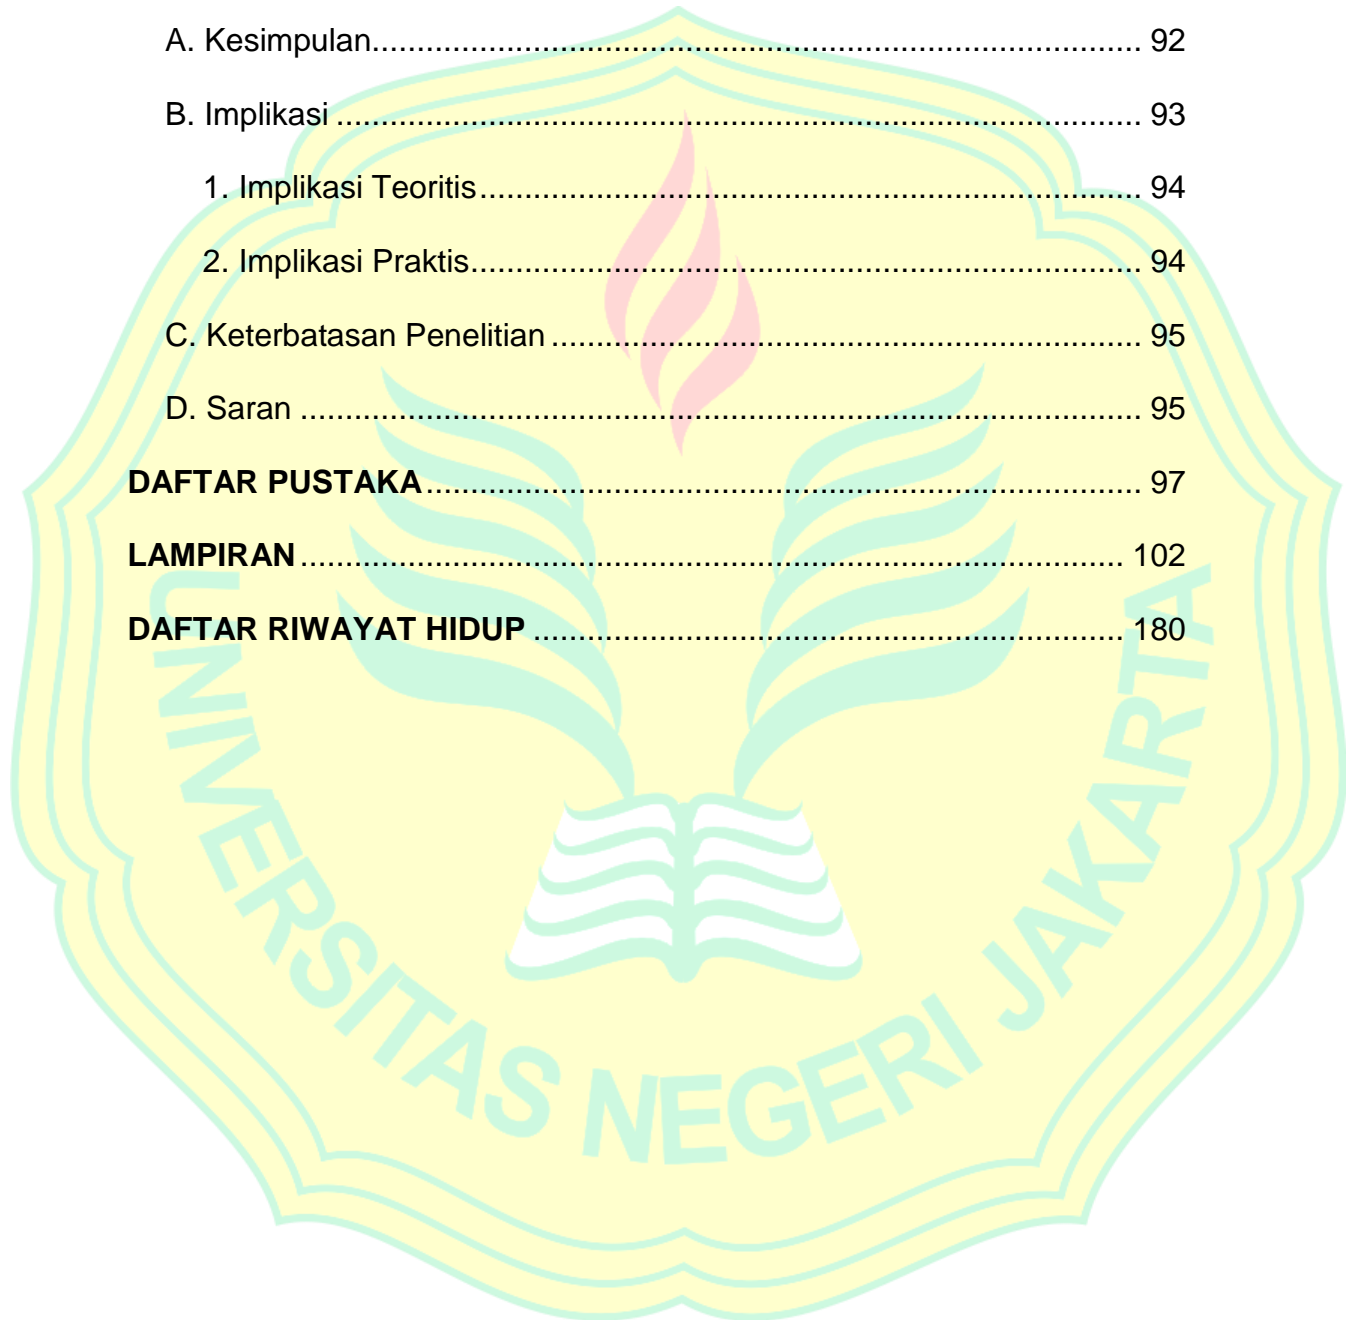 A. Kesimpulan............................................................................................ 92
B. Implikasi ................................................................................................ 93
1. Implikasi Teoritis............................................................................... 94
2. Implikasi Praktis................................................................................ 94
C. Keterbatasan Penelitian ...................................................................... 95
D. Saran .................................................................................................... 95
DAFTAR PUSTAKA..................................................................................... 97
LAMPIRAN .................................................................................................. 102
DAFTAR RIWAYAT HIDUP ...................................................................... 180
UNIVERSITAS NEGERI JAKARTA